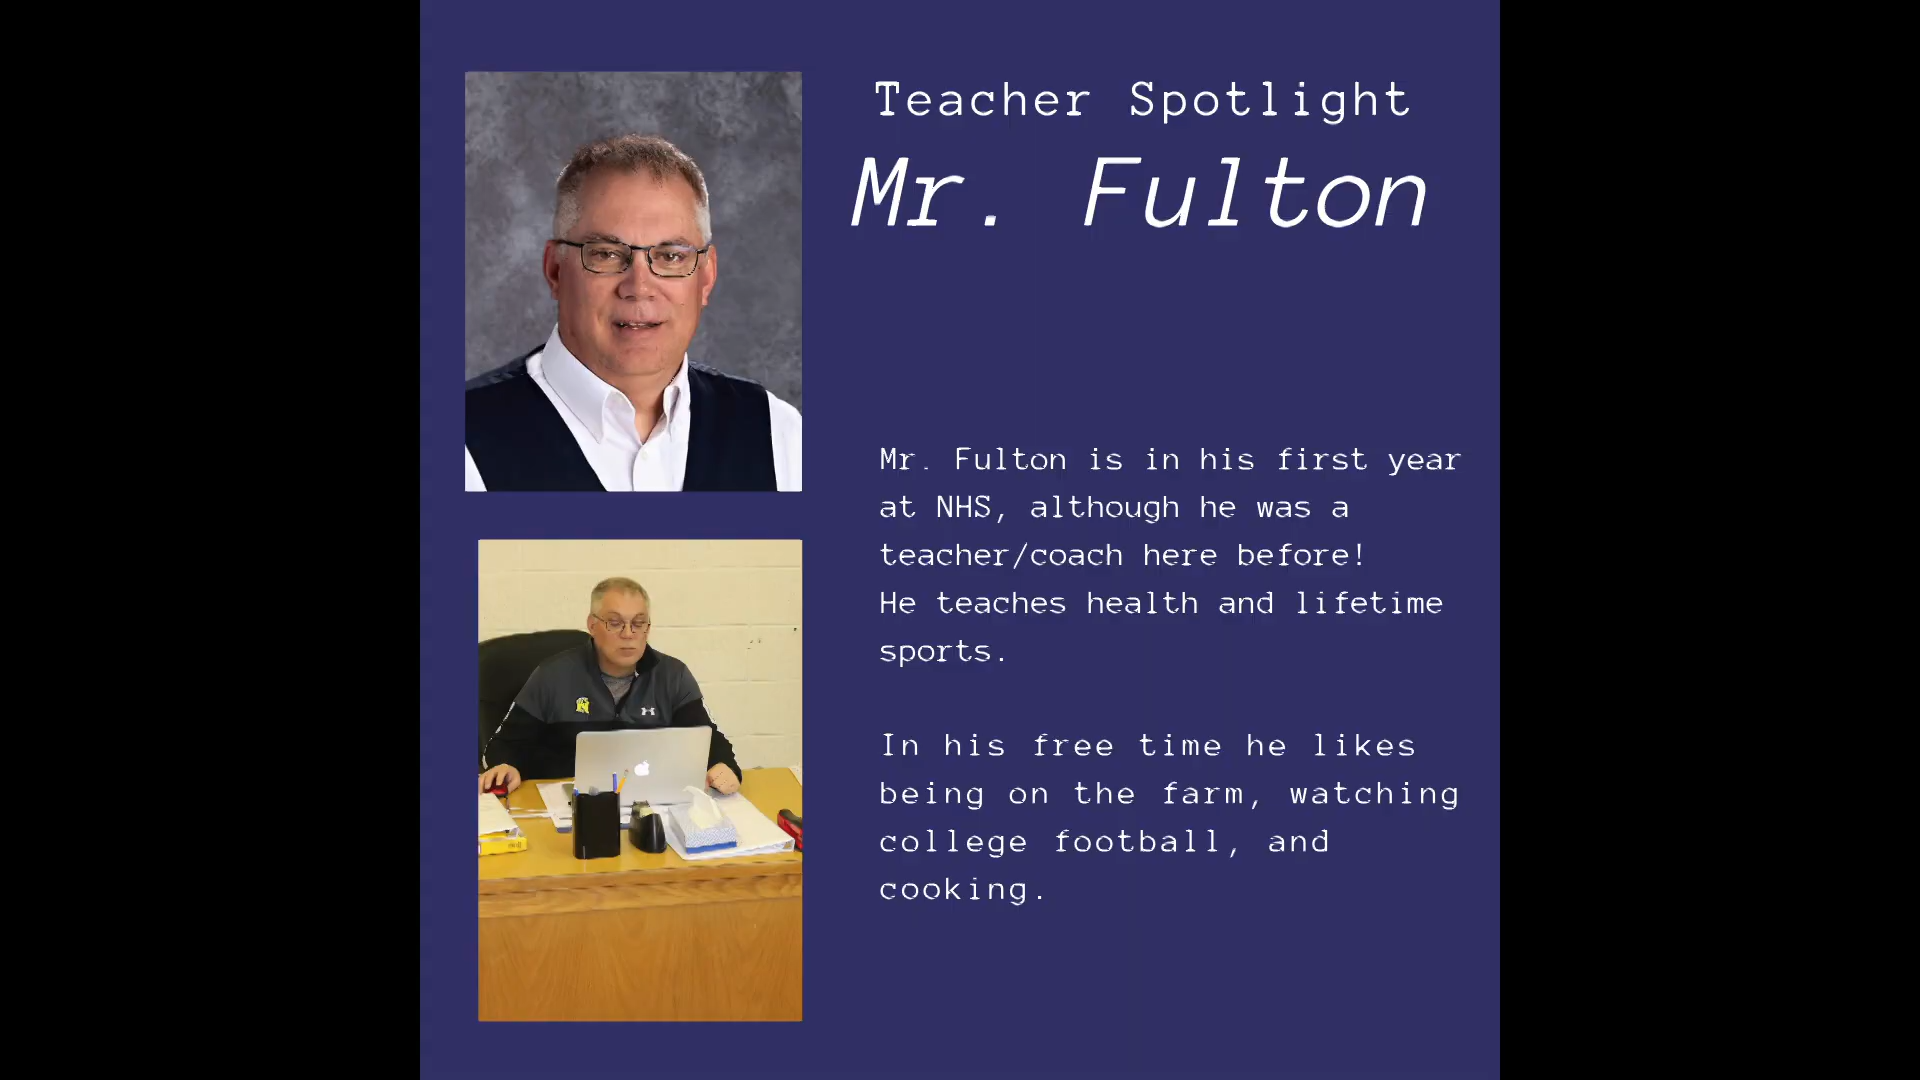 Teacher Spotlight
Mr. Fulton
Mr. Fulton is in his first year
at NHS, although he was a
teacher/coach here before!
He teaches health and lifetime
sports.
In his free time he likes
being on the farm, watching
college football, and
cooking.